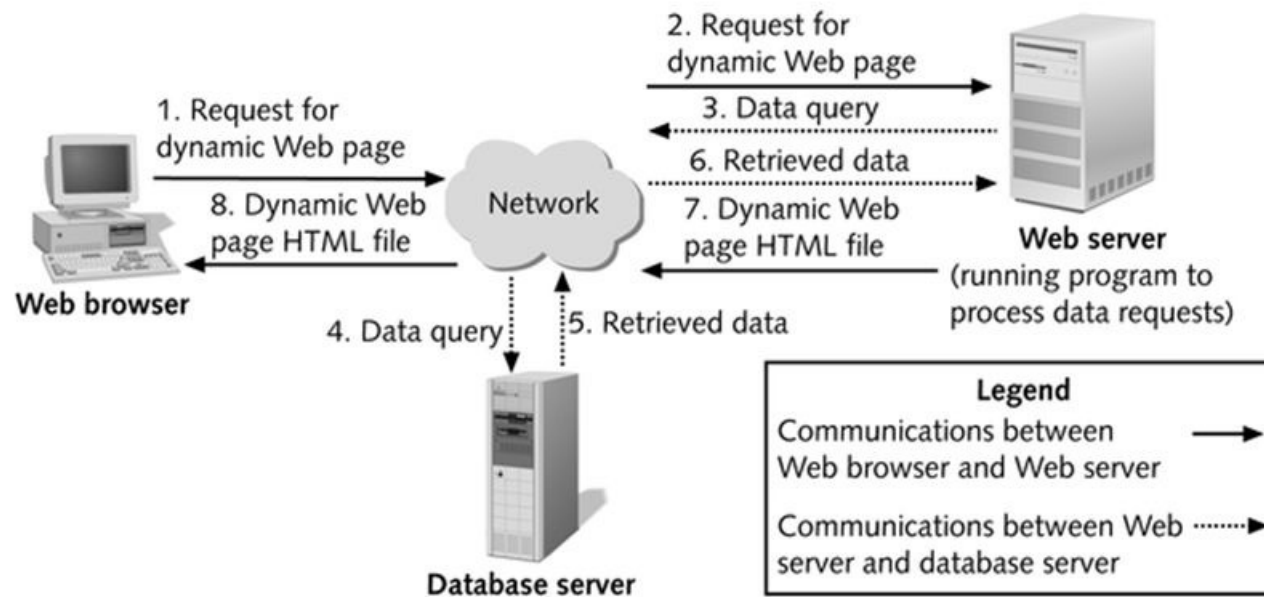 2. Request for
dynamic Web page
1. Request for
dynamic Web page
3. Data query
6. Retrieved data
Network
8. Dynamic Web
page HTML file
7. Dynamic Web
page HTML file
Web server
(running program to
process data requests)
Web browser
4. Data query
5. Retrieved data
Database server
Legend
Communications between
Web browser and Web server
Communications between Web
server and database server